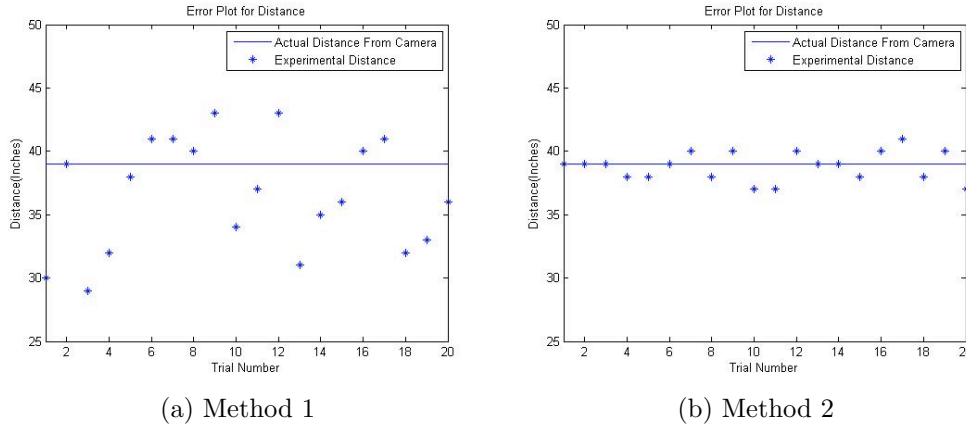 Error Plot for Distance
50
45
40
35
30
25
Distance(Inches)
Actual Distance From Camera
Experimental Distance
2 4 6 8 10 12 14 16 18 20
Trial Number
(a) Method 1
Error Plot for Distance
50
45
40
35
30
25
Distance(Inches)
Actual Distance From Camera
Experimental Distance
2 4 6 8 10 12 14 16 18 20
Trial Number
(b) Method 2